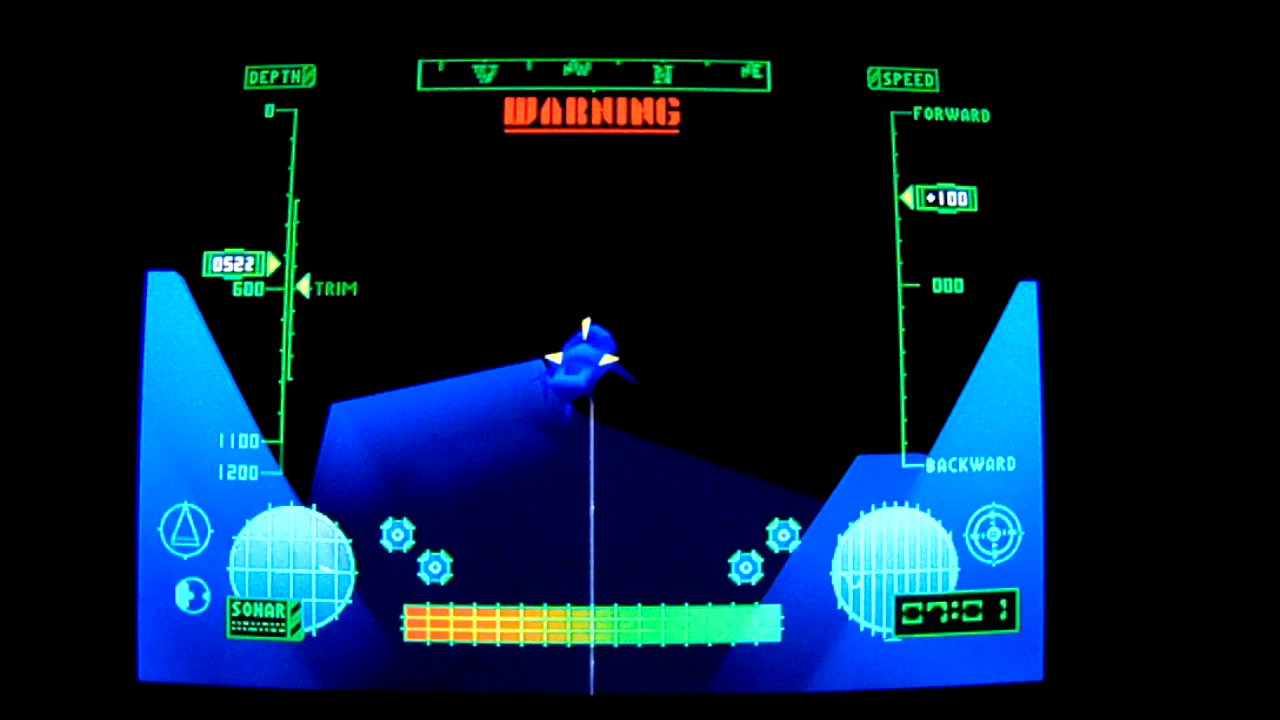 DEPTH
W NW N NE
SPEED
WARNING
0
FORWARD
+100
0522
600
TRIM
000
1100
1200
BACKWARD
SONAR
07:01